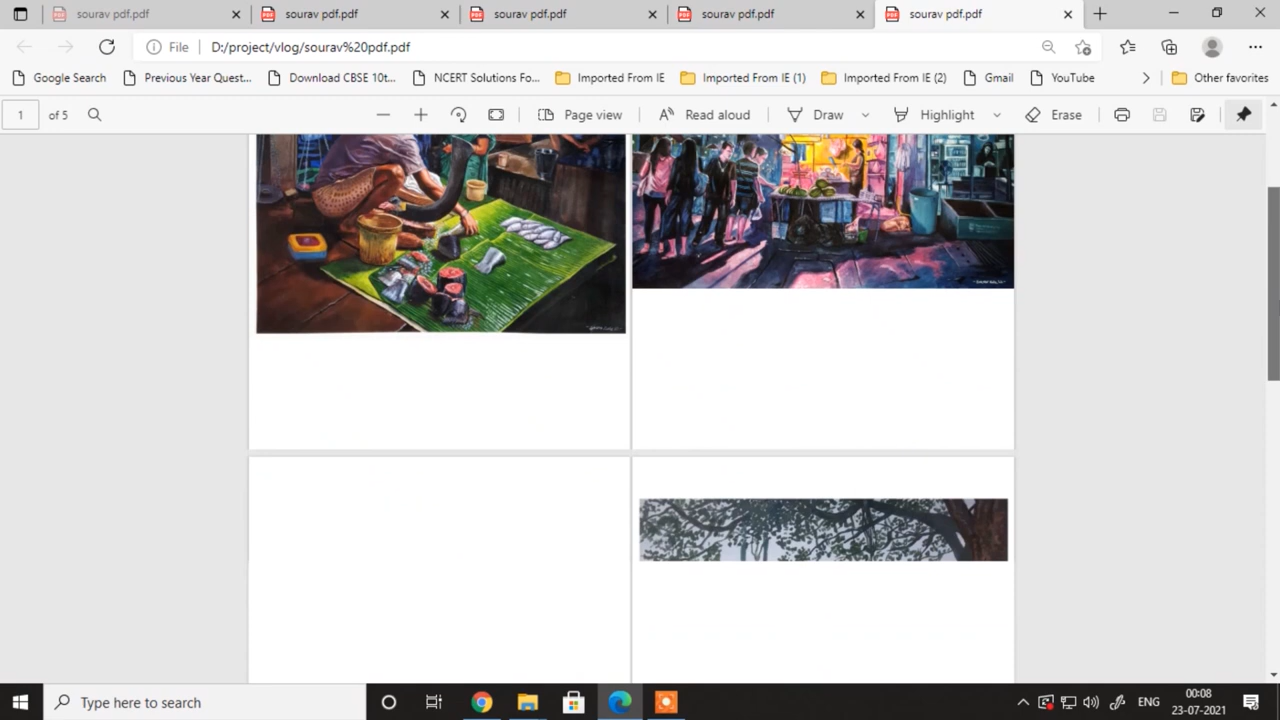 sourav pdf.pdf
sourav pdf.pdf
sourav pdf.pdf
sourav pdf.pdf
sourav pdf.pdf
File
D:/project/vlog/sourav%20pdf.pdf
Google Search
Previous Year Quest...
Download CBSE 10t...
NCERT Solutions Fo...
Imported From IE
Imported From IE (1)
Imported From IE (2)
Gmail
YouTube
Other favorites
1 of 5
Page view
Read aloud
Draw
Highlight
Erase
Type here to search
ENG
00:08
23-07-2021